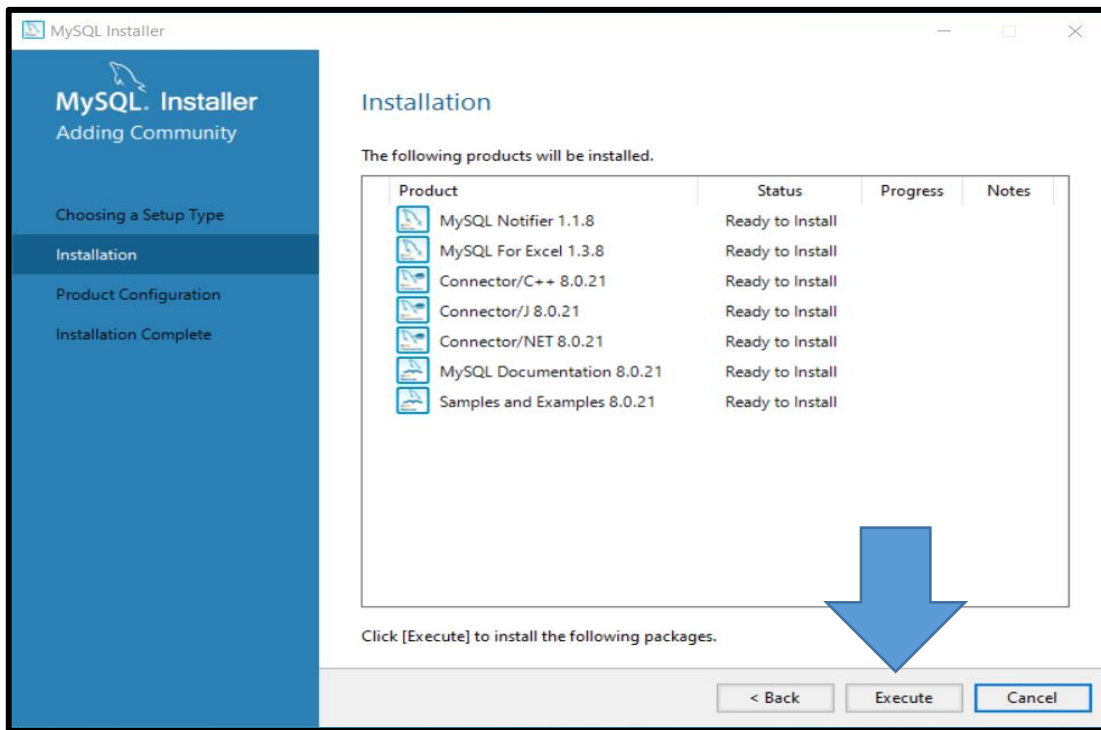 MySQL Installer
MySQL. Installer
Adding Community
Choosing a Setup Type
Installation
Product Configuration
Installation Complete
Installation
The following products will be installed.
Product Status Progress Notes
MySQL Notifier 1.1.8 Ready to Install
MySQL For Excel 1.3.8 Ready to Install
Connector/C++ 8.0.21 Ready to Install
Connector/J 8.0.21 Ready to Install
Connector/NET 8.0.21 Ready to Install
MySQL Documentation 8.0.21 Ready to Install
Samples and Examples 8.0.21 Ready to Install
Click [Execute] to install the following packages.
< Back Execute Cancel